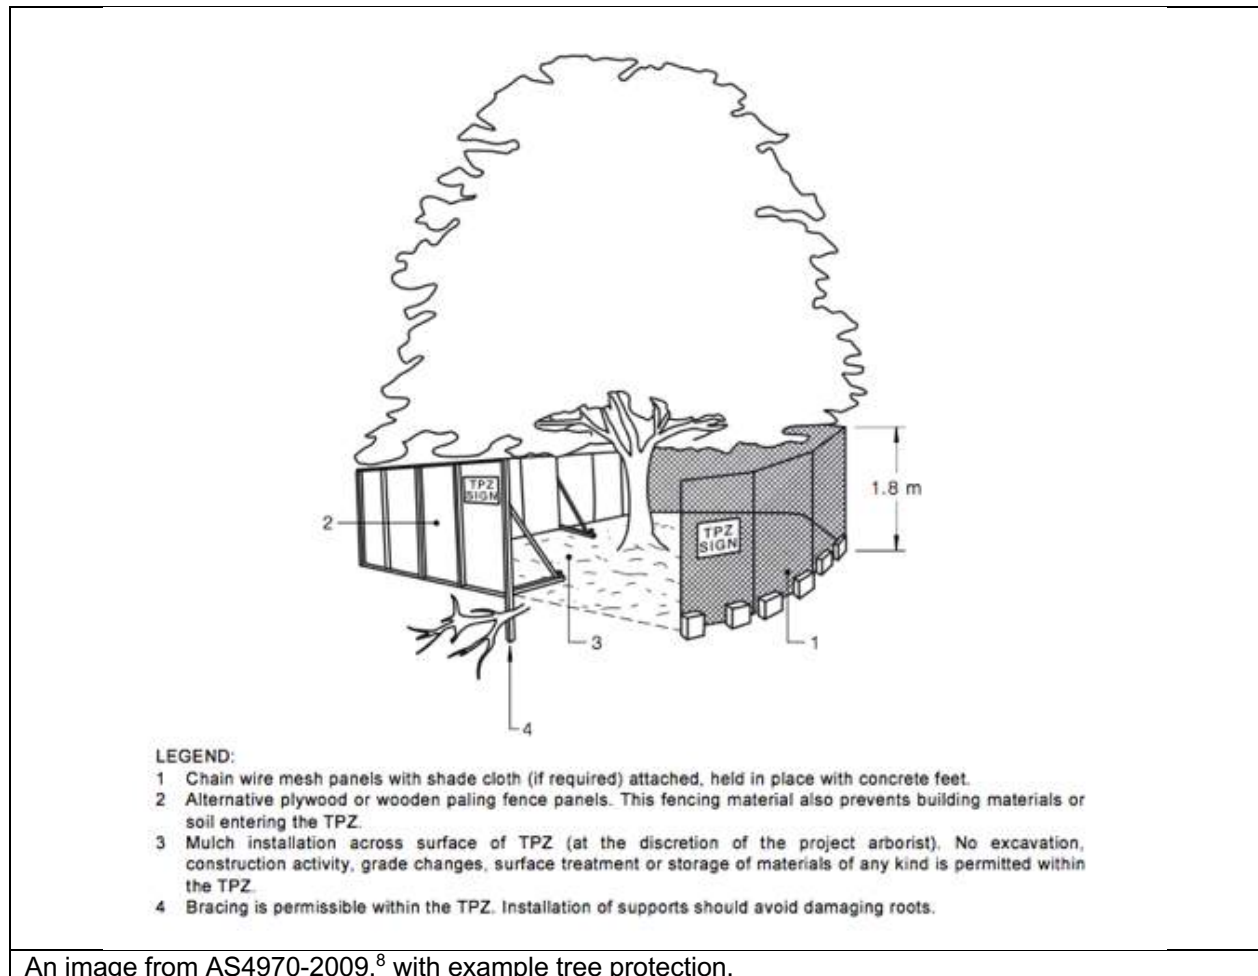 TPZ
SIGN
1.8 m
2
TPZ
SIGN
3
1
4
LEGEND:
1 Chain wire mesh panels with shade cloth (if required) attached, held in place with concrete feet.
2 Alternative plywood or wooden paling fence panels. This fencing material also prevents building materials or
soil entering the TPZ.
3 Mulch installation across surface of TPZ (at the discretion of the project arborist). No excavation,
construction activity, grade changes, surface treatment or storage of materials of any kind is permitted within
the TPZ.
4 Bracing is permissible within the TPZ. Installation of supports should avoid damaging roots.
An image from AS4970-2009,⁸ with example tree protection.